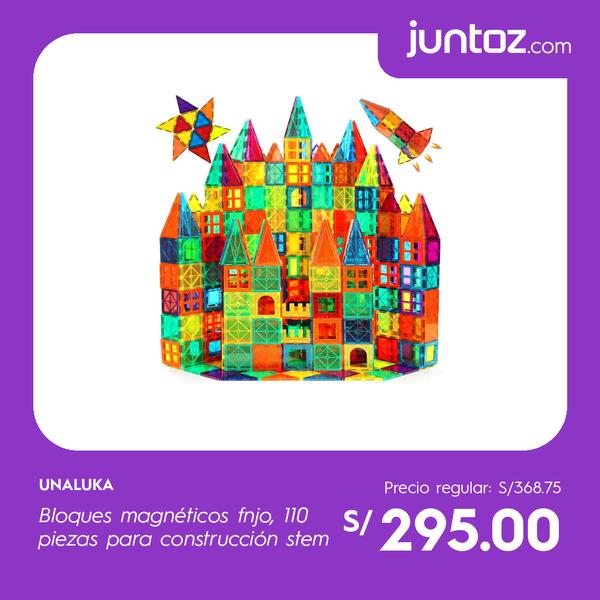 juntoz.com
UNALUKA
Bloques magnéticos fnjo, 110
piezas para construcción stem
Precio regular: S/368.75
S/295.00